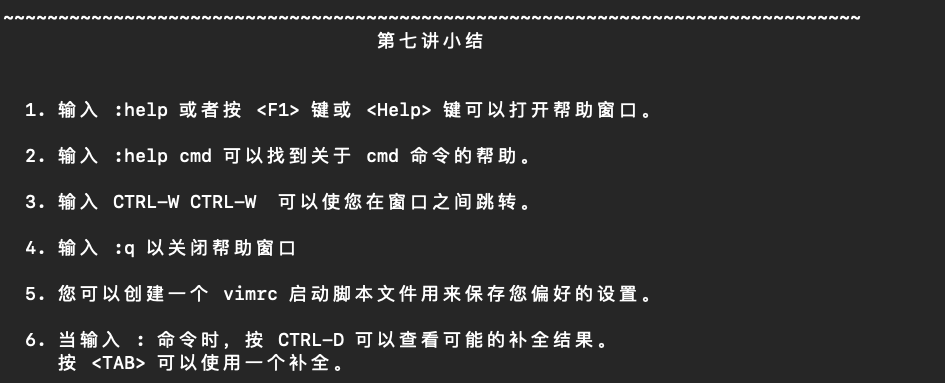 ~~~~~~~~~~~~~~~~~~~~~~~~~~~~~~~~~~~~~~~~~~~~~~~~~~~~~~~~~~~~~~~~~~~~~~~~~~~~~~
第七讲小结
1. 输入 :help 或者按 <F1> 键或 <Help> 键可以打开帮助窗口。
2. 输入 :help cmd 可以找到关于 cmd 命令的帮助。
3. 输入 CTRL-W CTRL-W  可以使您在窗口之间跳转。
4. 输入 :q 以关闭帮助窗口
5. 您可以创建一个 vimrc 启动脚本文件用来保存您偏好的设置。
6. 当输入 : 命令时，按 CTRL-D 可以查看可能的补全结果。
按 <TAB> 可以使用一个补全。